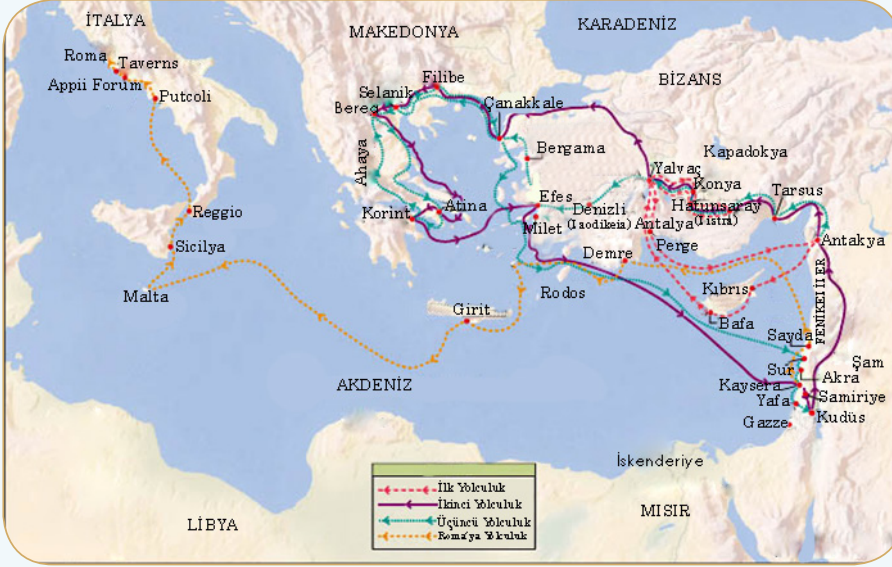 İTALYA
KARADENİZ
MAKEDONYA
Roma
Taverns
Appii Forum
Putcoli
Filibe
Selanik
Berea
Çanakkale
BİZANS
Bergama
Yalvaç
Kapadokya
Konya
Tarsus
Ahaya
Atina
Korint
Efes
Milet
Denizli
(Laodikeia)
Hatunsaray
(Listra)
Antalya
Perge
Demre
Antakya
Reggio
Sicilya
Malta
Girit
Rodos
Kıbrıs
Bafa
FENİKELİLER
Sayda
Şam
Sur
Akra
Kaysera
Samiriye
Yafa
Kudüs
Gazze
AKDENİZ
İskenderiye
LİBYA
MISIR
İlk Yolculuk
İkinci Yolculuk
Üçüncü Yolculuk
Roma'ya Yolculuk